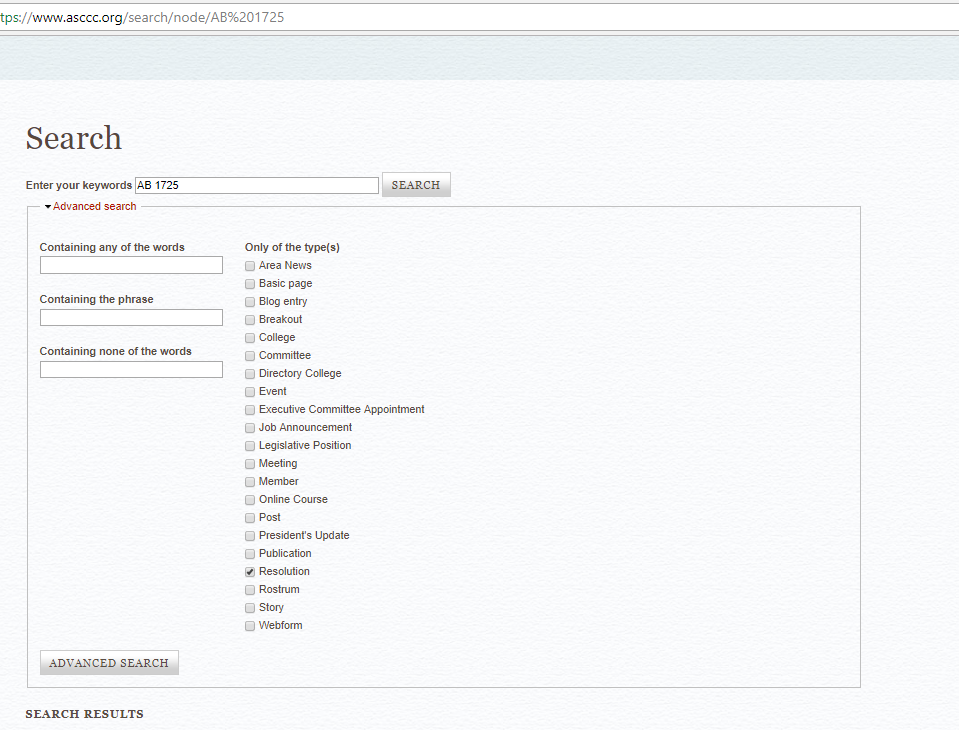 tps://www.asccc.org/search/node/AB%201725
Search
Enter your keywords AB 1725 SEARCH
Advanced search
Containing any of the words
Containing the phrase
Containing none of the words
Only of the type(s)
Area News
Basic page
Blog entry
Breakout
College
Committee
Directory College
Event
Executive Committee Appointment
Job Announcement
Legislative Position
Meeting
Member
Online Course
Post
President's Update
Publication
Resolution
Rostrum
Story
Webform
ADVANCED SEARCH
SEARCH RESULTS